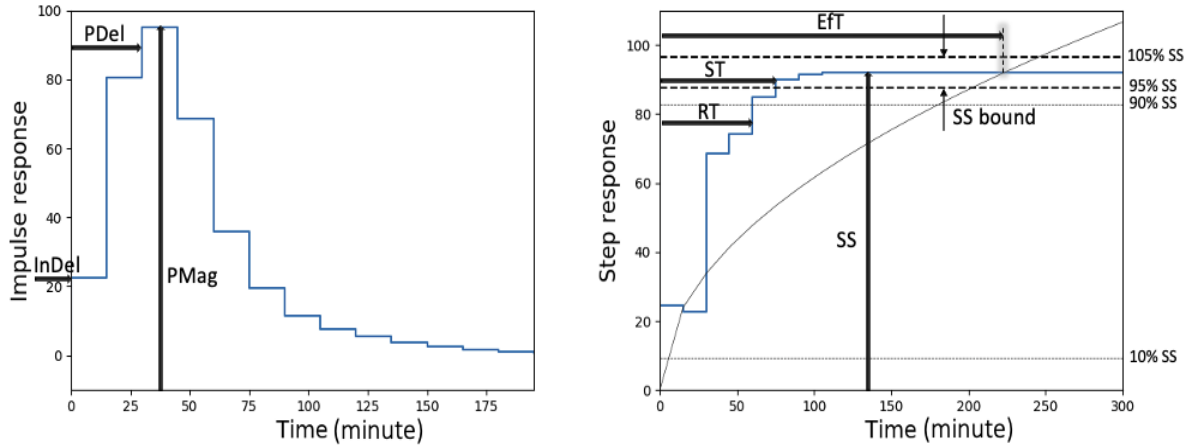 100
80
60
40
20
0
Impulse response
PDel
InDel
PMag
0 25 50 75 100 125 150 175
Time (minute)
100
80
60
40
20
0
Step response
EfT
ST
RT
SS
SS bound
105% SS
95% SS
90% SS
10% SS
0 50 100 150 200 250 300
Time (minute)